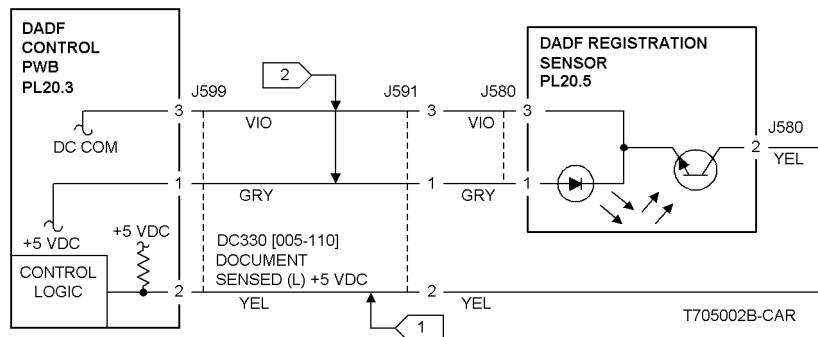 DADF
CONTROL
PWB
PL20.3
DADF REGISTRATION
SENSOR
PL20.5
2
J599
J591
J580
3
3
3
VIO
VIO
DC COM
J580
2
YEL
1
1
1
GRY
GRY
+5 VDC
+5 VDC
DC330 [005-110]
DOCUMENT
SENSED (L) +5 VDC
CONTROL
LOGIC
2
2
YEL
YEL
1
T705002B-CAR